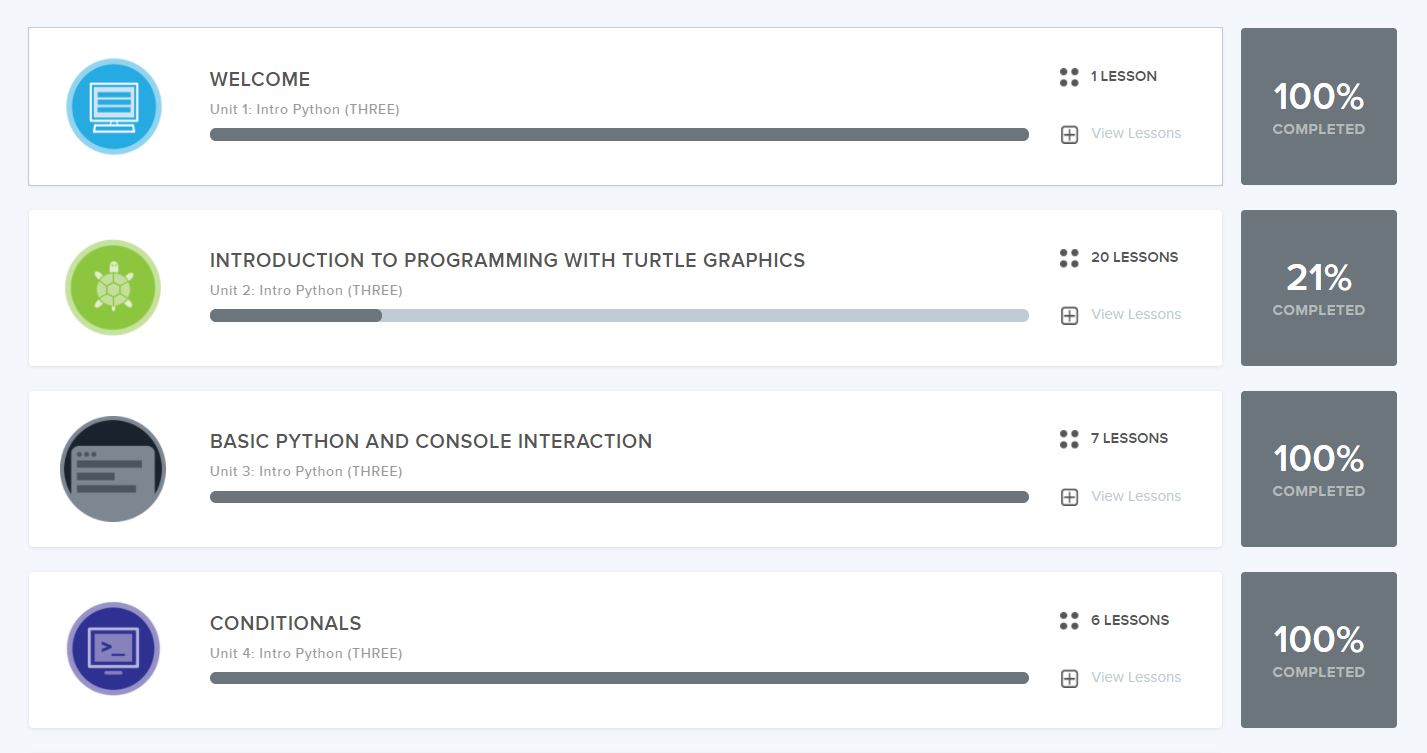 WELCOME
Unit 1: Intro Python (THREE)
1 LESSON
View Lessons
100%
COMPLETED
INTRODUCTION TO PROGRAMMING WITH TURTLE GRAPHICS
Unit 2: Intro Python (THREE)
20 LESSONS
View Lessons
21%
COMPLETED
BASIC PYTHON AND CONSOLE INTERACTION
Unit 3: Intro Python (THREE)
7 LESSONS
View Lessons
100%
COMPLETED
>_
CONDITIONALS
Unit 4: Intro Python (THREE)
6 LESSONS
View Lessons
100%
COMPLETED